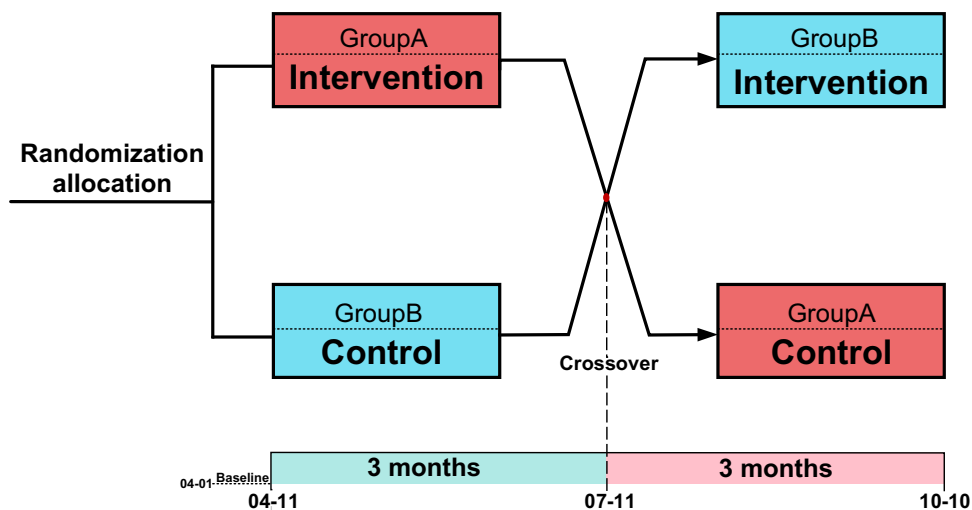 GroupA
Intervention
GroupB
Intervention
Randomization
allocation
GroupB
Control
GroupA
Control
Crossover
3 months
3 months
04-01
Baseline
04-11
07-11
10-10